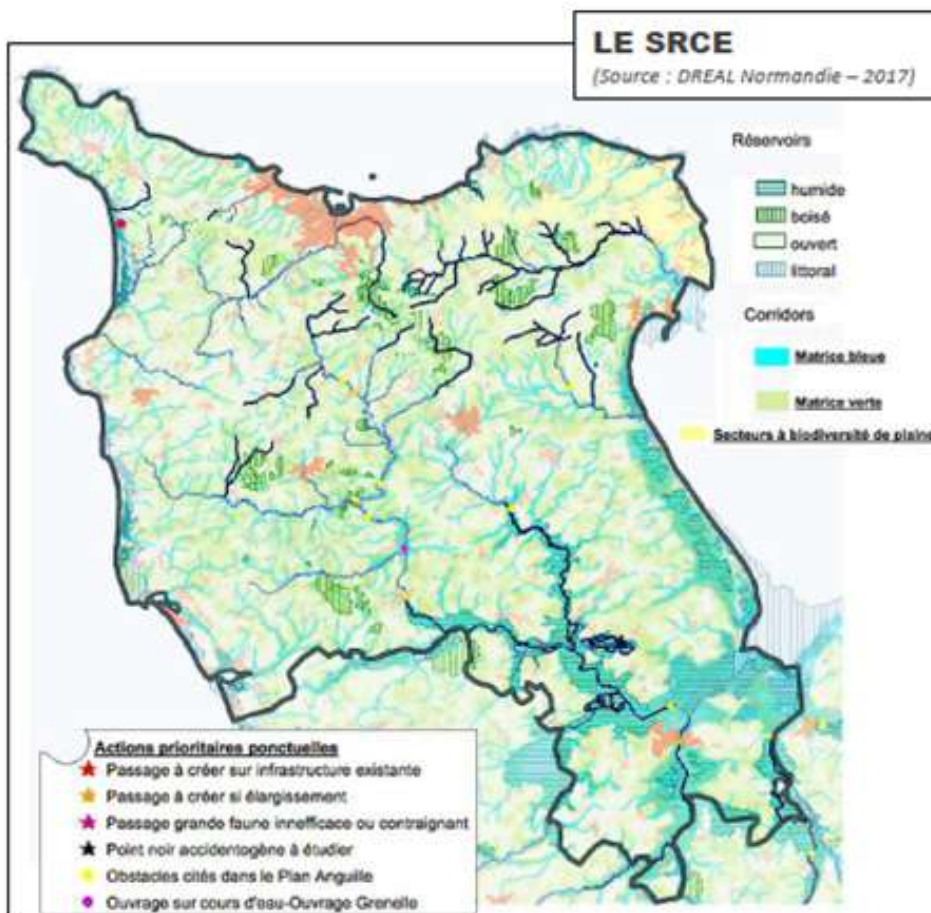 LE SRCE
(Source : DREAL Normandie – 2017)
Réservoirs
humide
boisé
ouvert
littoral
Corridors
Matrice bleue
Matrice verte
Secteurs à biodiversité de plaine
Actions prioritaires ponctuelles
Passage à créer sur infrastructure existante
Passage à créer si élargissement
Passage grande faune innefficace ou contraignant
Point noir accidentogène à étudier
Obstacles cités dans le Plan Anguille
Ouvrage sur cours d'eau-Ouvrage Grenelle